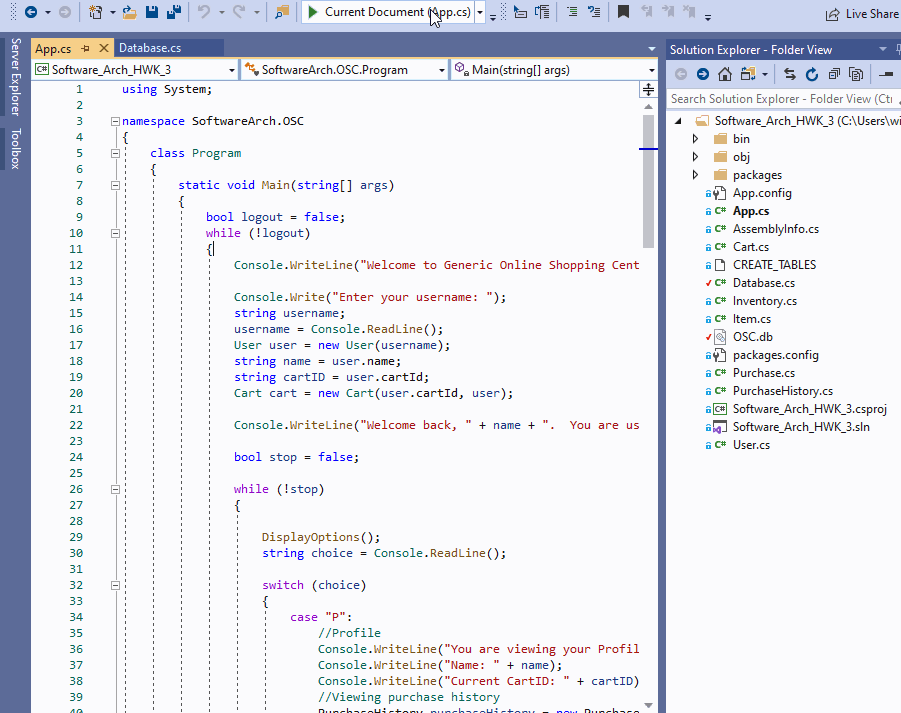 Current Document (App.cs)
Live Share
Server Explorer
Toolbox
App.cs
Database.cs
Software_Arch_HWK_3
SoftwareArch.OSC.Program
Main(string[] args)
1 using System;
2
3 namespace SoftwareArch.OSC
4 {
5 class Program
6 {
7 static void Main(string[] args)
8 {
9 bool logout = false;
10 while (!logout)
11 {
12 Console.WriteLine("Welcome to Generic Online Shopping Cent
13
14 Console.Write("Enter your username: ");
15 string username;
16 username = Console.ReadLine();
17 User user = new User(username);
18 string name = user.name;
19 string cartID = user.cartId;
20 Cart cart = new Cart(user.cartId, user);
21
22 Console.WriteLine("Welcome back, " + name + ".  You are us
23
24 bool stop = false;
25
26 while (!stop)
27 {
28
29 DisplayOptions();
30 string choice = Console.ReadLine();
31
32 switch (choice)
33 {
34 case "P":
35 //Profile
36 Console.WriteLine("You are viewing your Profil
37 Console.WriteLine("Name: " + name);
38 Console.WriteLine("Current CartID: " + cartID)
39 //Viewing purchase history
40 PurchaseHistory purchaseHistory = new Purchase
Solution Explorer - Folder View
Search Solution Explorer - Folder View (Ctr
Software_Arch_HWK_3 (C:\Users\wi
bin
obj
packages
App.config
App.cs
AssemblyInfo.cs
Cart.cs
CREATE_TABLES
Database.cs
Inventory.cs
Item.cs
OSC.db
packages.config
Purchase.cs
PurchaseHistory.cs
Software_Arch_HWK_3.csproj
Software_Arch_HWK_3.sln
User.cs